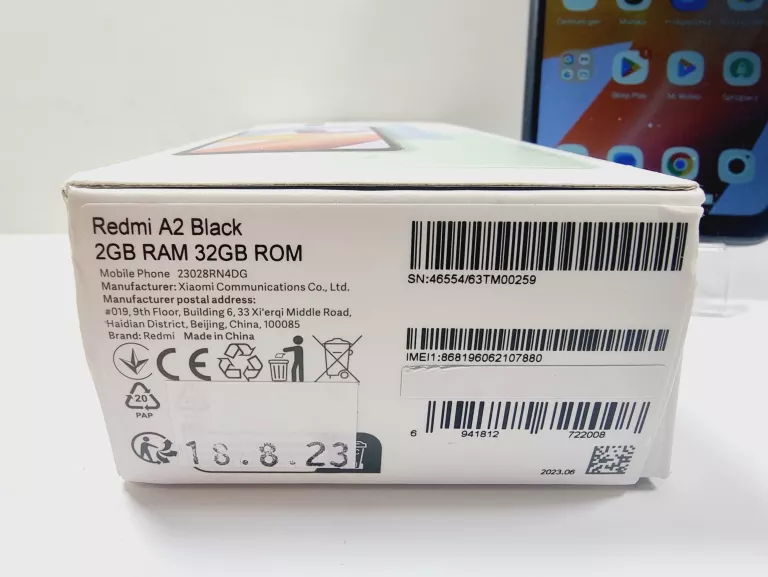 Redmi A2 Black
2GB RAM 32GB ROM
Mobile Phone 23028RN4DG
Manufacturer: Xiaomi Communications Co., Ltd.
Manufacturer postal address:
#019, 9th Floor, Building 6, 33 Xi'erqi Middle Road,
Haidian District, Beijing, China, 100085
Brand: Redmi Made in China
CE
20
PAP
18.8.23
SN:46554/63TM00259
IMEI1:868196062107880
6 941812 722008
2023.06